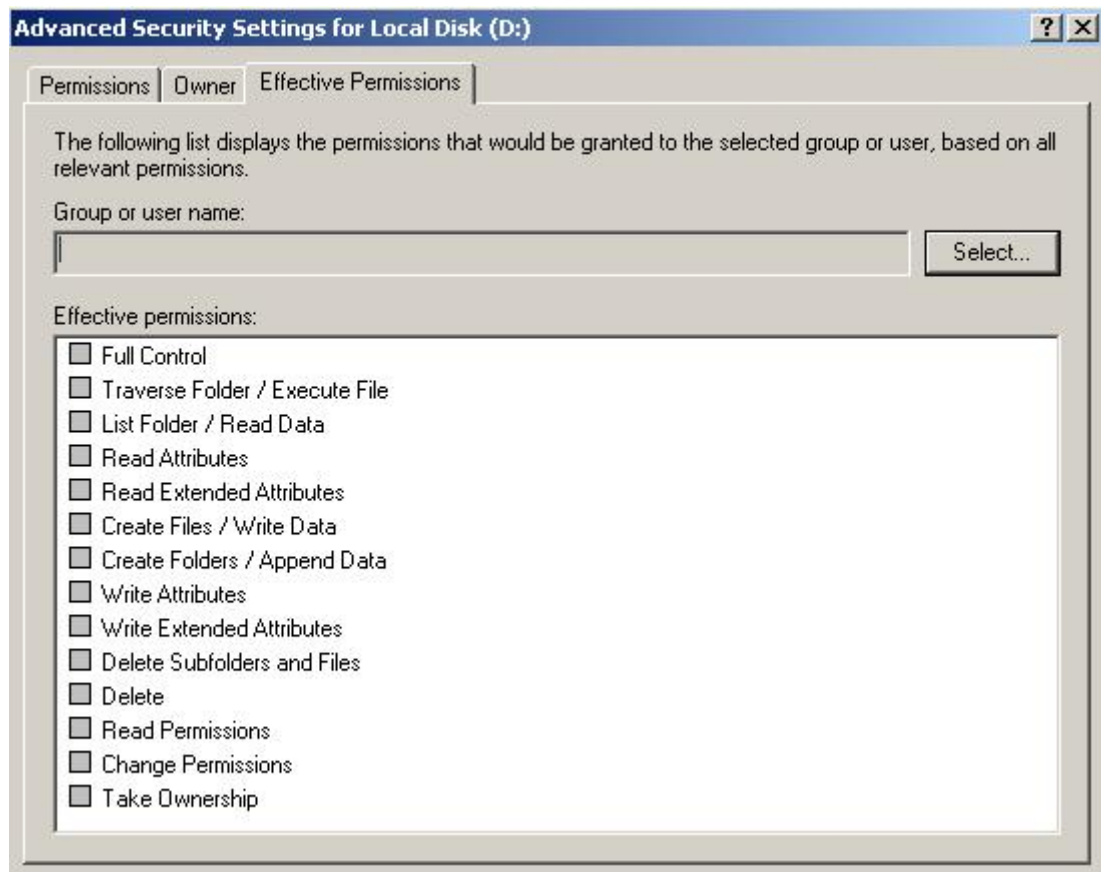 Advanced Security Settings for Local Disk (D:)
? X
Permissions Owner Effective Permissions
The following list displays the permissions that would be granted to the selected group or user, based on all
relevant permissions.
Group or user name:
Select...
Effective permissions:
Full Control
Traverse Folder / Execute File
List Folder / Read Data
Read Attributes
Read Extended Attributes
Create Files / Write Data
Create Folders / Append Data
Write Attributes
Write Extended Attributes
Delete Subfolders and Files
Delete
Read Permissions
Change Permissions
Take Ownership